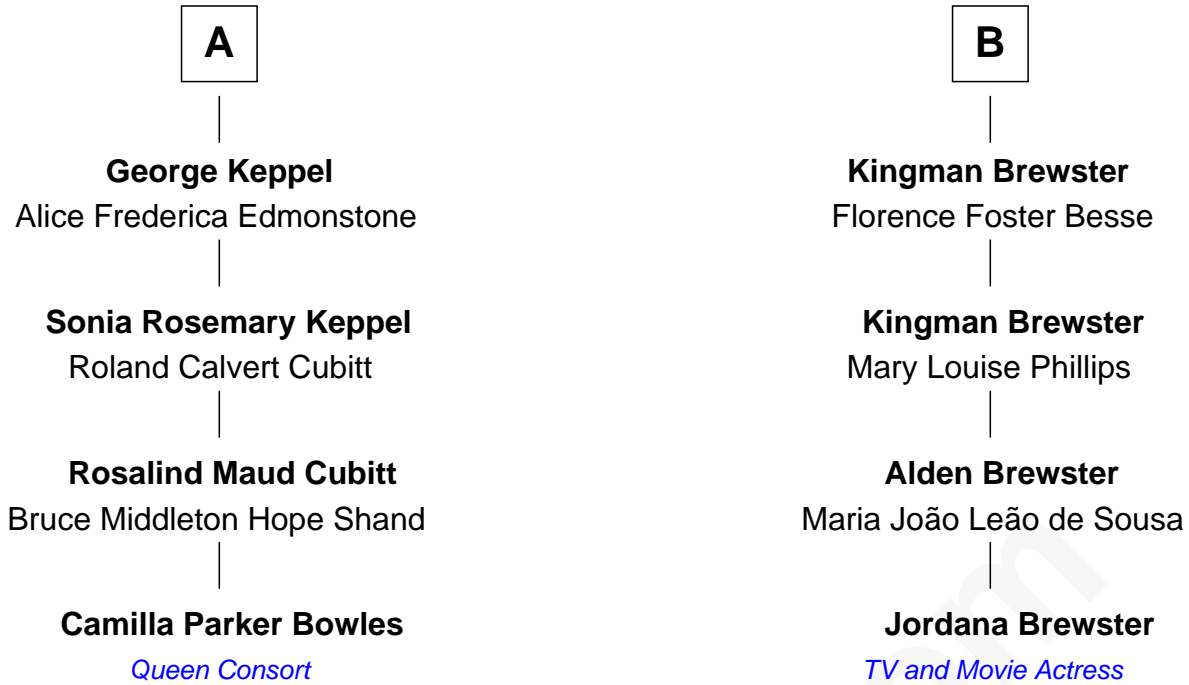 A
George Keppel
Alice Frederica Edmonstone
Sonia Rosemary Keppel
Roland Calvert Cubitt
Rosalind Maud Cubitt
Bruce Middleton Hope Shand
Camilla Parker Bowles
Queen Consort
B
Kingman Brewster
Florence Foster Besse
Kingman Brewster
Mary Louise Phillips
Alden Brewster
Maria João Leão de Sousa
Jordana Brewster
TV and Movie Actress